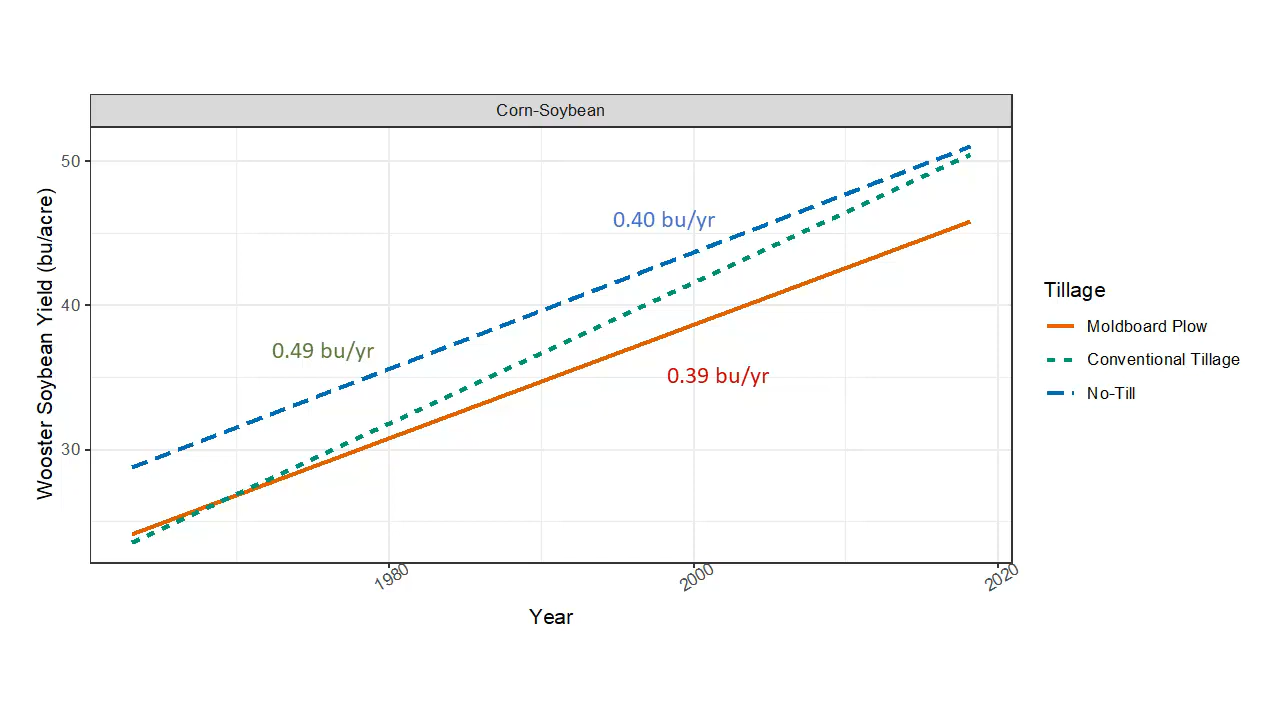 Corn-Soybean
50
40
30
Wooster Soybean Yield (bu/acre)
0.40 bu/yr
0.49 bu/yr
0.39 bu/yr
1980
2000
2020
Year
Tillage
Moldboard Plow
Conventional Tillage
No-Till